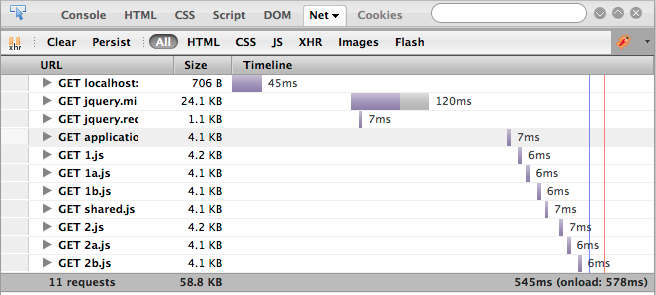 Console HTML CSS Script DOM Net Cookies
xhr Clear Persist All HTML CSS JS XHR Images Flash
URL Size Timeline
GET localhost: 706 B 45ms
GET jquery.mi 24.1 KB 120ms
GET jquery.req 1.1 KB 7ms
GET applicatio 4.1 KB 7ms
GET 1.js 4.2 KB 6ms
GET 1a.js 4.1 KB 6ms
GET 1b.js 4.1 KB 6ms
GET shared.js 4.1 KB 7ms
GET 2.js 4.2 KB 7ms
GET 2a.js 4.1 KB 6ms
GET 2b.js 4.1 KB 6ms
11 requests 58.8 KB 545ms (onload: 578ms)